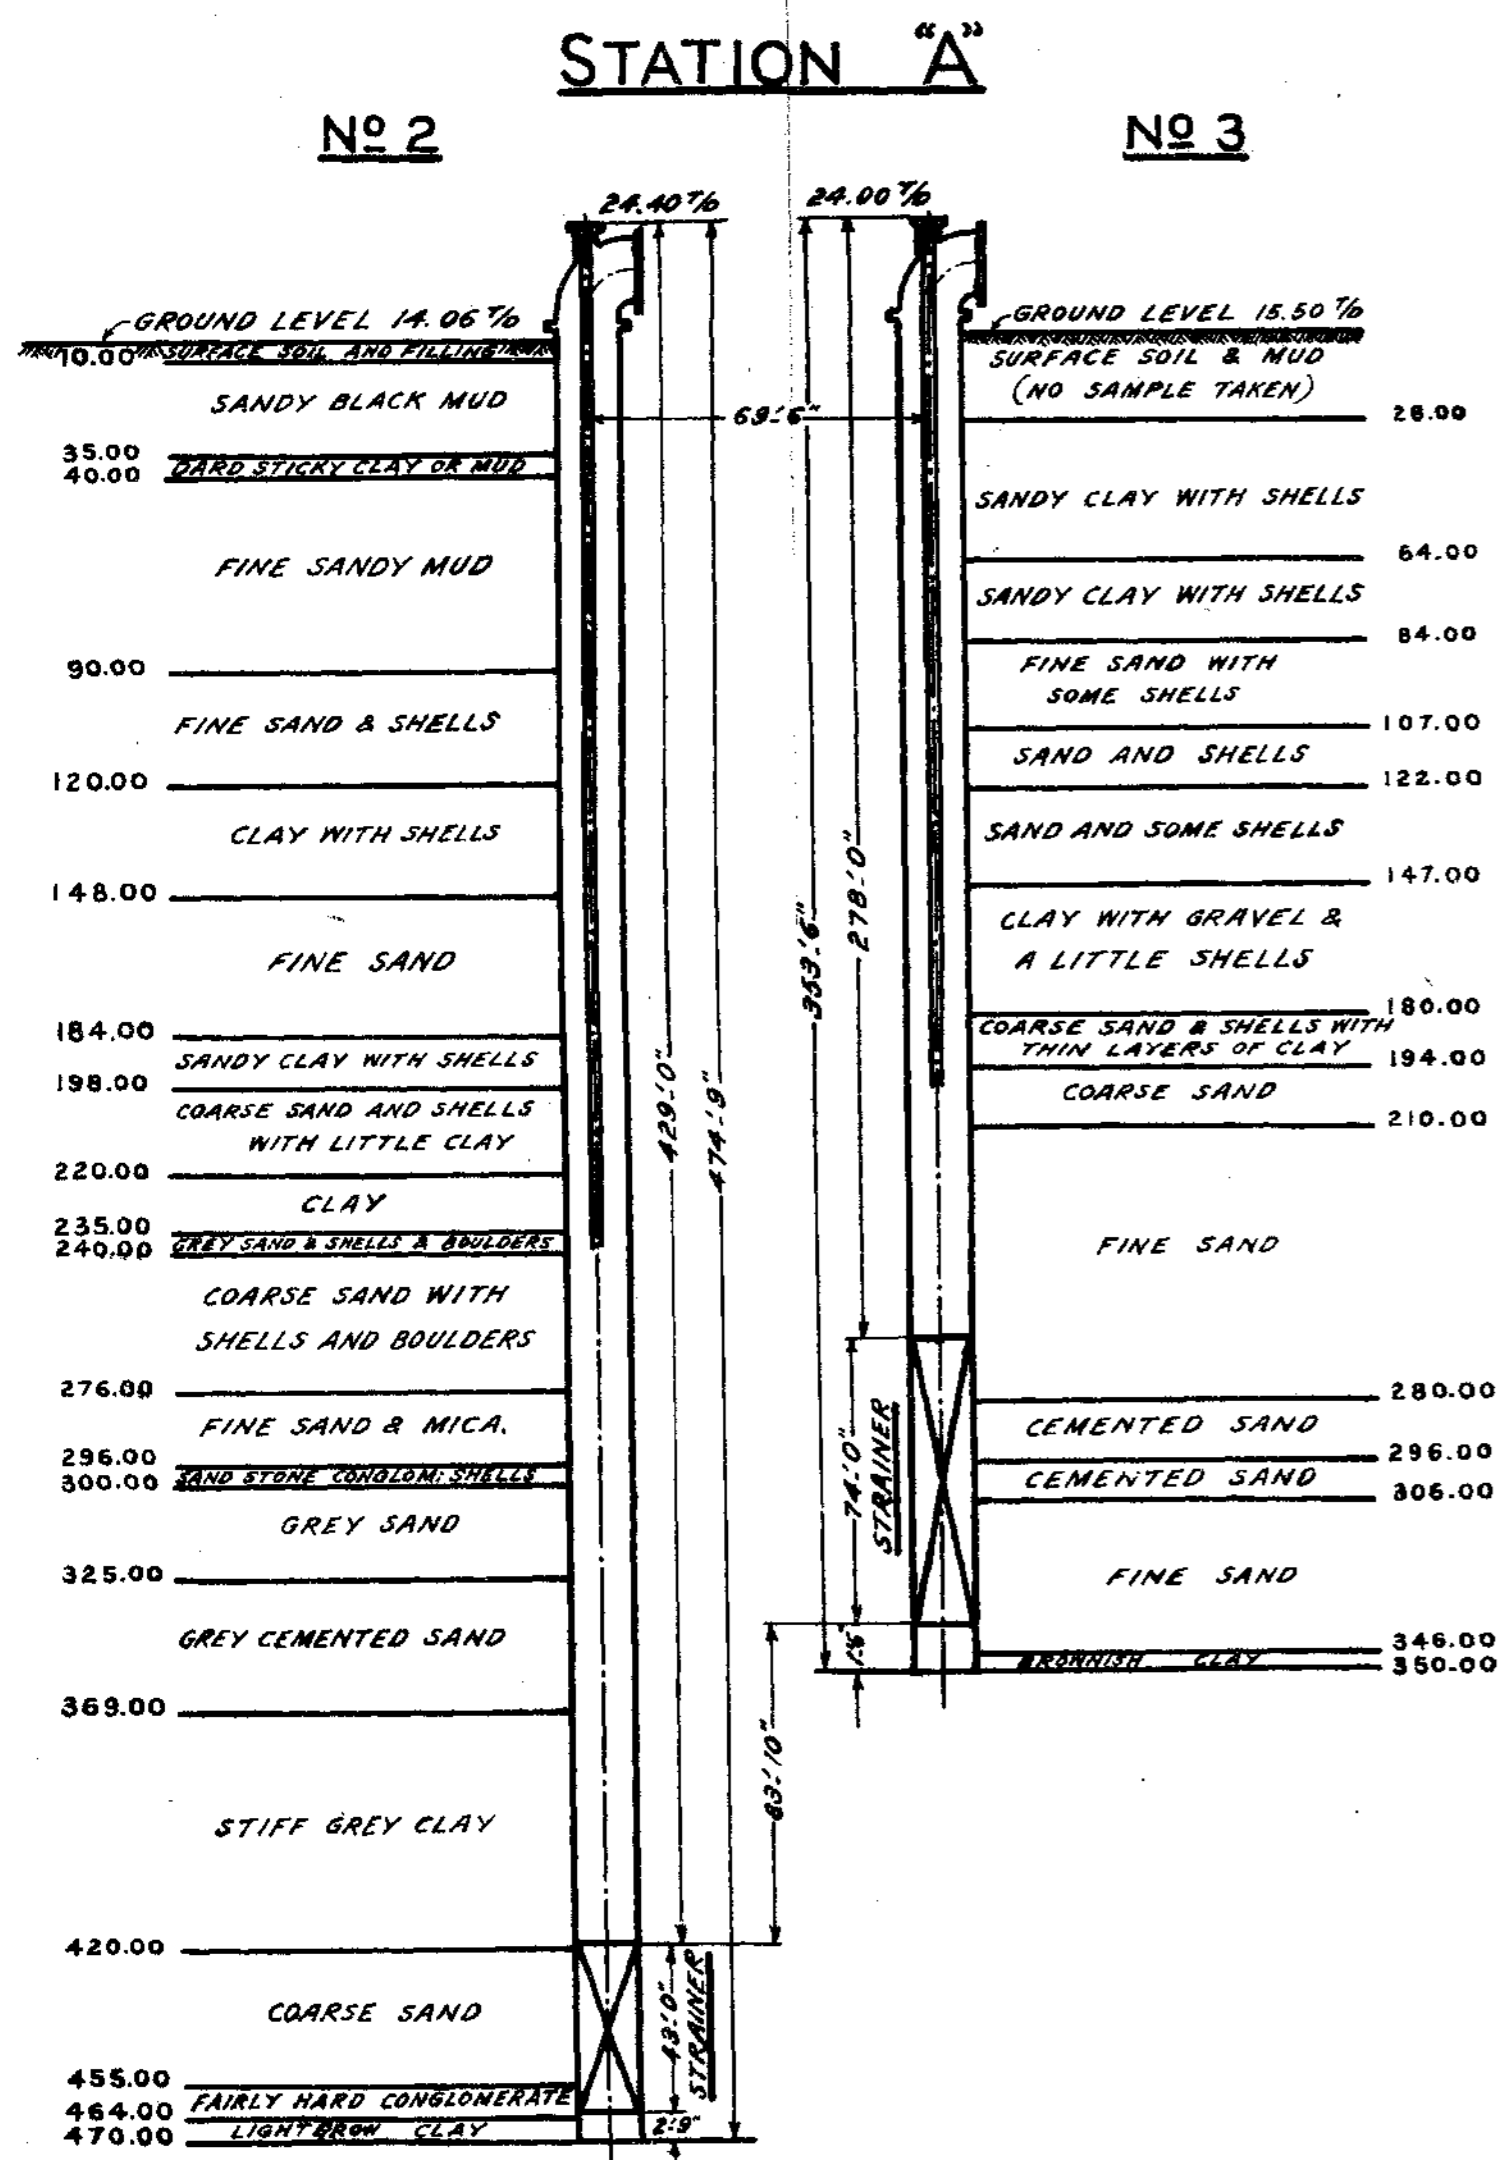 STATION "A"
No 2
No 3
24.40 T/D
24.00 T/D
GROUND LEVEL 14.06 T/D
10.00 SURFACE SOIL AND FILLING
SANDY BLACK MUD
35.00
40.00 DARD STICKY CLAY OR MUD
FINE SANDY MUD
90.00
FINE SAND & SHELLS
120.00
CLAY WITH SHELLS
148.00
FINE SAND
184.00
SANDY CLAY WITH SHELLS
198.00
COARSE SAND AND SHELLS
WITH LITTLE CLAY
220.00
CLAY
235.00
240.00 GREY SAND & SHELLS & BOULDERS
COARSE SAND WITH
SHELLS AND BOULDERS
276.00
FINE SAND & MICA.
296.00
300.00 SAND STONE CONGLOM: SHELLS
GREY SAND
325.00
GREY CEMENTED SAND
369.00
STIFF GREY CLAY
420.00
COARSE SAND
455.00
FAIRLY HARD CONGLOMERATE
464.00
470.00 LIGHT BROW CLAY
69'-6"
429'-0"
474'-9"
43'-0"
STRAINER
2'-9"
83'-10"
353'-6"
278'-0"
74'-0"
STRAINER
GROUND LEVEL 15.50 T/D
SURFACE SOIL & MUD
(NO SAMPLE TAKEN)
28.00
SANDY CLAY WITH SHELLS
64.00
SANDY CLAY WITH SHELLS
84.00
FINE SAND WITH
SOME SHELLS
107.00
SAND AND SHELLS
122.00
SAND AND SOME SHELLS
147.00
CLAY WITH GRAVEL &
A LITTLE SHELLS
180.00
COARSE SAND & SHELLS WITH
THIN LAYERS OF CLAY
194.00
COARSE SAND
210.00
FINE SAND
280.00
CEMENTED SAND
296.00
CEMENTED SAND
306.00
FINE SAND
346.00
BROWNISH CLAY
350.00